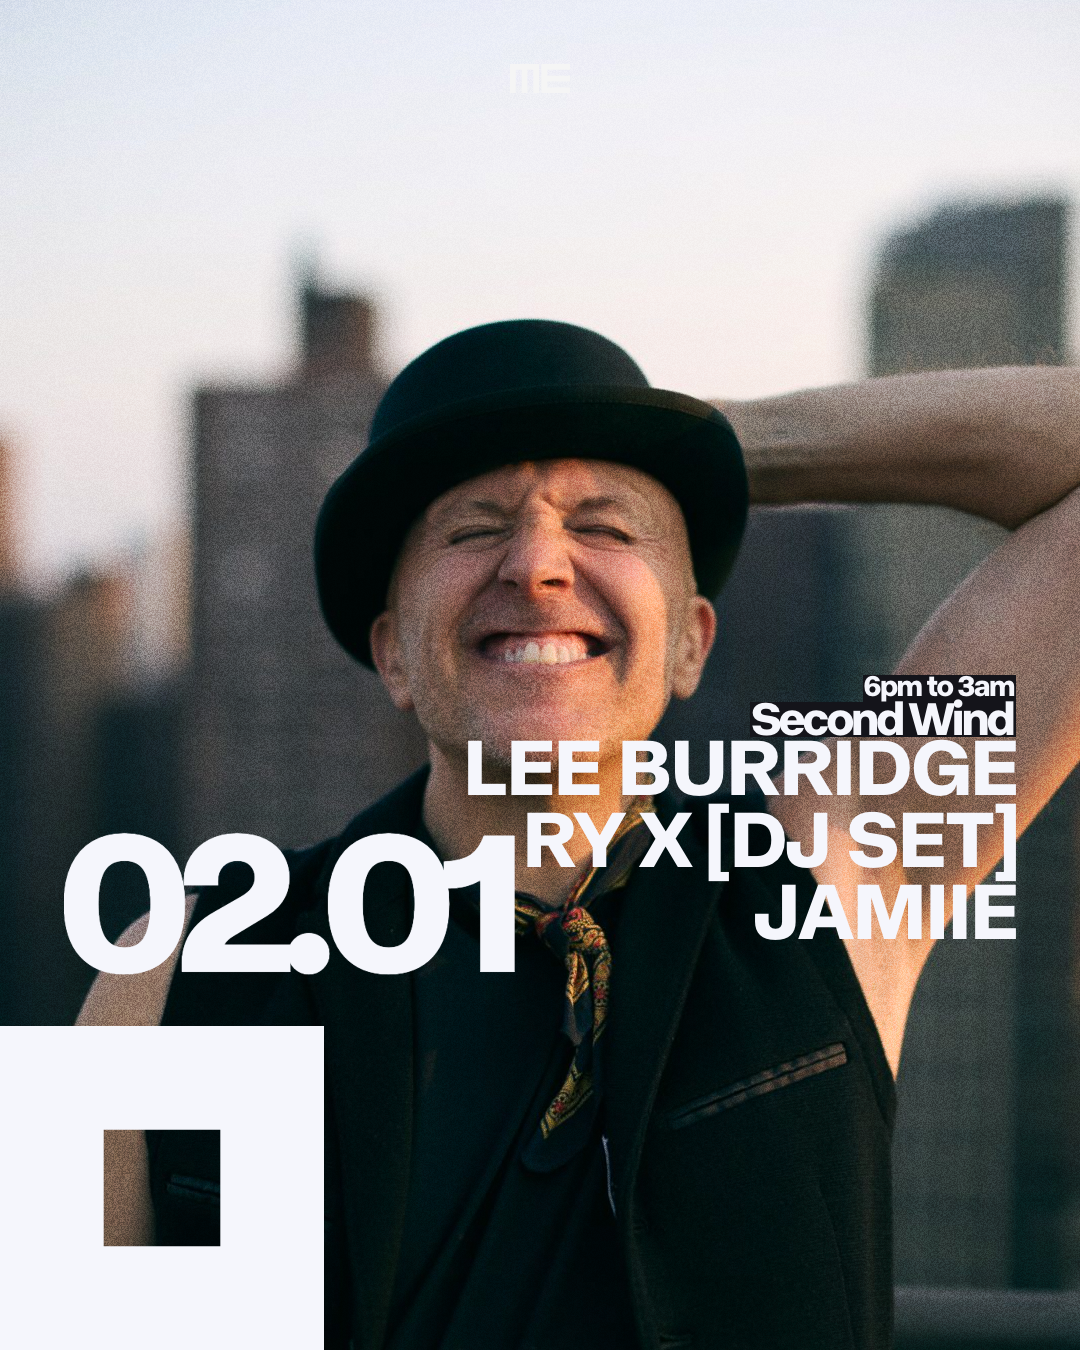 ME
6pm to 3am
Second Wind
LEE BURRIDGE
RY X [DJ SET]
JAMIIE
02.01